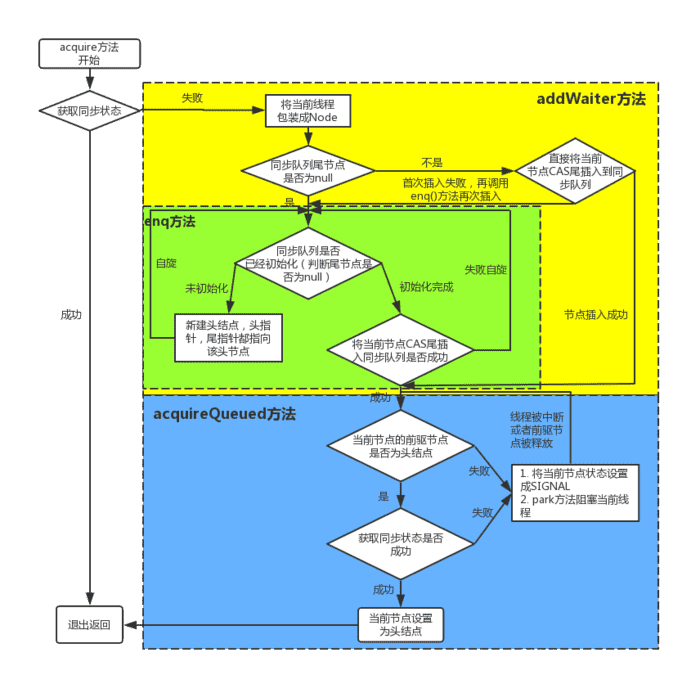 acquire方法
开始
获取同步状态
失败
将当前线程
包装成Node
addWaiter方法
同步队列尾节点
是否为null
不是
直接将当前
节点CAS尾插入到同
步队列
首次插入失败，再调用
enq()方法再次插入
是
enq方法
同步队列是否
已经初始化（判断尾节点是
否为null）
自旋
失败自旋
未初始化
初始化完成
成功
新建头结点，头指
针，尾指针都指向
该头节点
节点插入成功
将当前节点CAS尾插
入同步队列是否成功
成功
acquireQueued方法
线程被中断
或者前驱节
点被释放
当前节点的前驱节点
是否为头结点
失败
1. 将当前节点状态设置
成SIGNAL
2. park方法阻塞当前线
程
是
失败
获取同步状态是否
成功
成功
当前节点设置
为头结点
退出返回